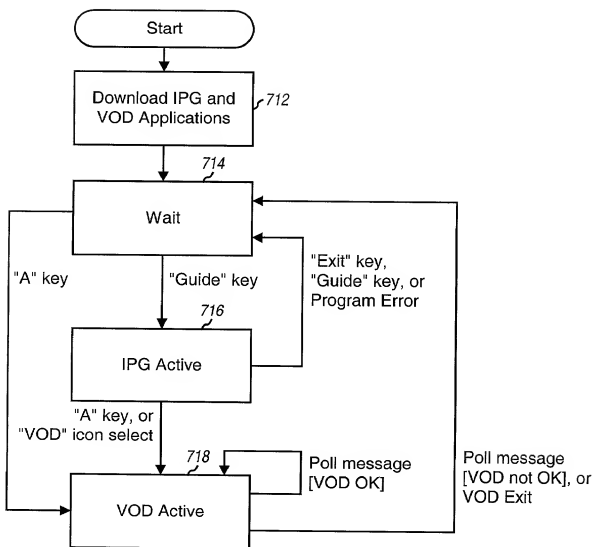 Start
Download IPG and
VOD Applications
712
714
Wait
"A" key
"Guide" key
"Exit" key,
"Guide" key, or
Program Error
716
IPG Active
"A" key, or
"VOD" icon select
718
VOD Active
Poll message
[VOD OK]
Poll message
[VOD not OK], or
VOD Exit